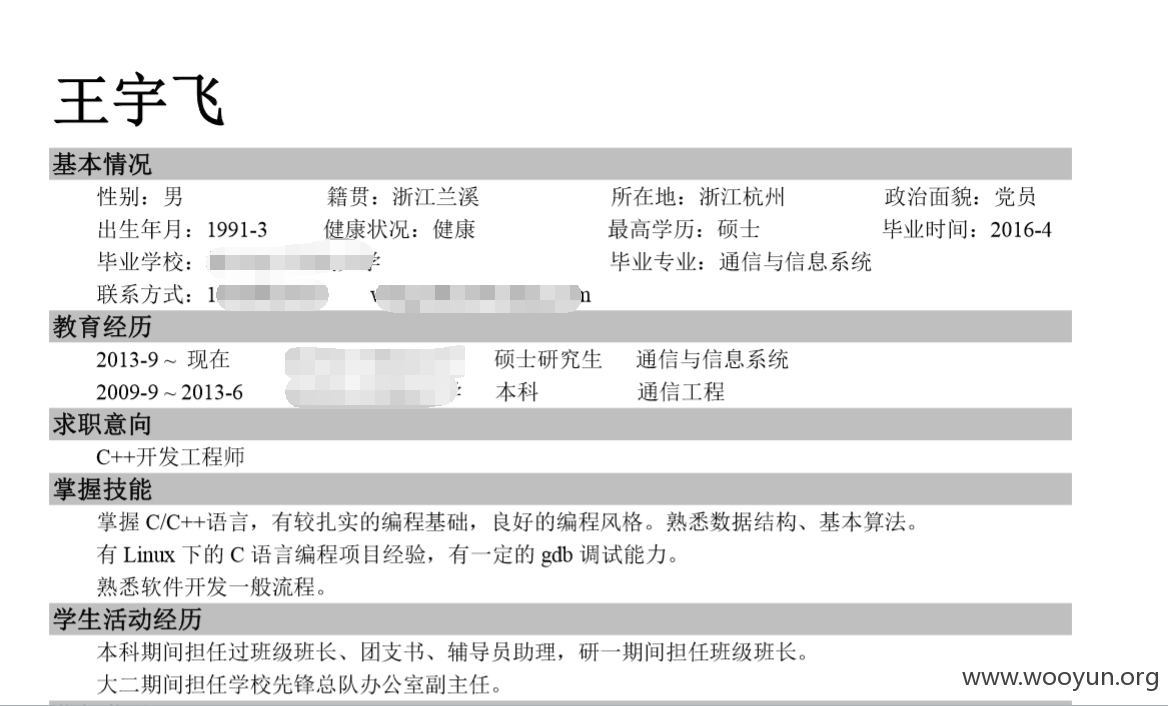 王宇飞
基本情况
性别：男 籍贯：浙江兰溪 所在地：浙江杭州 政治面貌：党员
出生年月：1991-3 健康状况：健康 最高学历：硕士 毕业时间：2016-4
毕业学校： 学 毕业专业：通信与信息系统
联系方式：1
教育经历
2013-9 ~ 现在 硕士研究生 通信与信息系统
2009-9 ~ 2013-6 本科 通信工程
求职意向
C++开发工程师
掌握技能
掌握 C/C++语言，有较扎实的编程基础，良好的编程风格。熟悉数据结构、基本算法。
有 Linux 下的 C 语言编程项目经验，有一定的 gdb 调试能力。
熟悉软件开发一般流程。
学生活动经历
本科期间担任过班级班长、团支书、辅导员助理，研一期间担任班级班长。
大二期间担任学校先锋总队办公室副主任。
www.wooyun.org